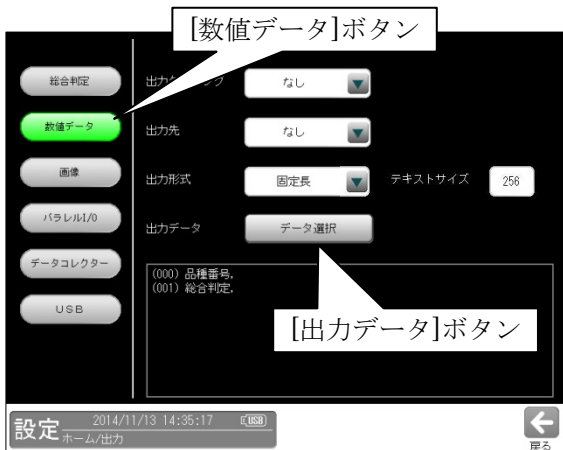 [数値データ]ボタン
総合判定
なし
数値データ
出力先
なし
画像
出力形式
固定長
テキストサイズ
256
パラレルI/O
出力データ
データ選択
データコレクター
(000) 品種番号,
(001) 総合判定,
USB
[出力データ]ボタン
設定
2014/11/13 14:35:17
E(USB)
ホーム/出力
戻る